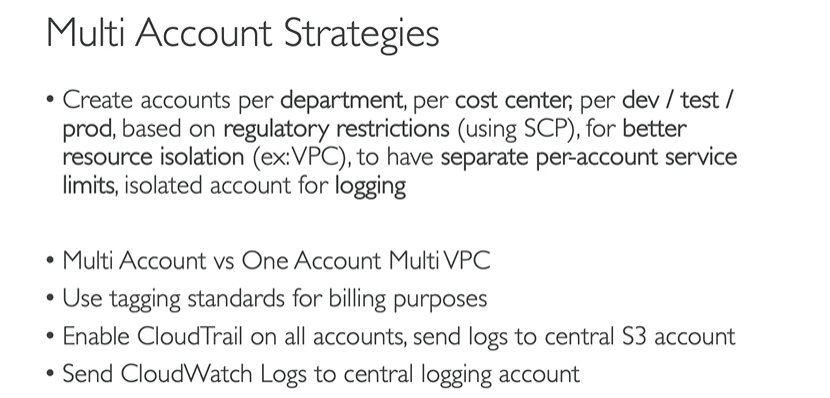 Multi Account Strategies
• Create accounts per department, per cost center, per dev / test /
prod, based on regulatory restrictions (using SCP), for better
resource isolation (ex: VPC), to have separate per-account service
limits, isolated account for logging
• Multi Account vs One Account Multi VPC
• Use tagging standards for billing purposes
• Enable CloudTrail on all accounts, send logs to central S3 account
• Send CloudWatch Logs to central logging account